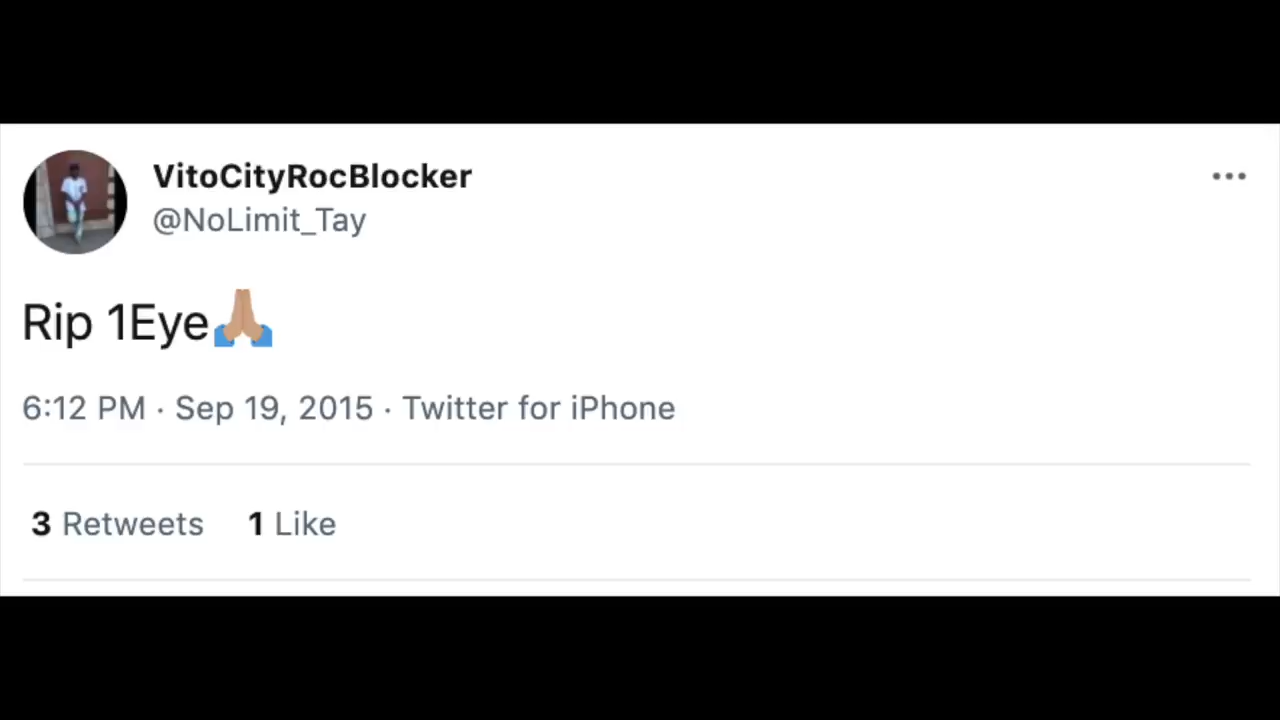 VitoCityRocBlocker
@NoLimit_Tay
Rip 1Eye🙏🏽
6:12 PM · Sep 19, 2015 · Twitter for iPhone
3 Retweets 1 Like